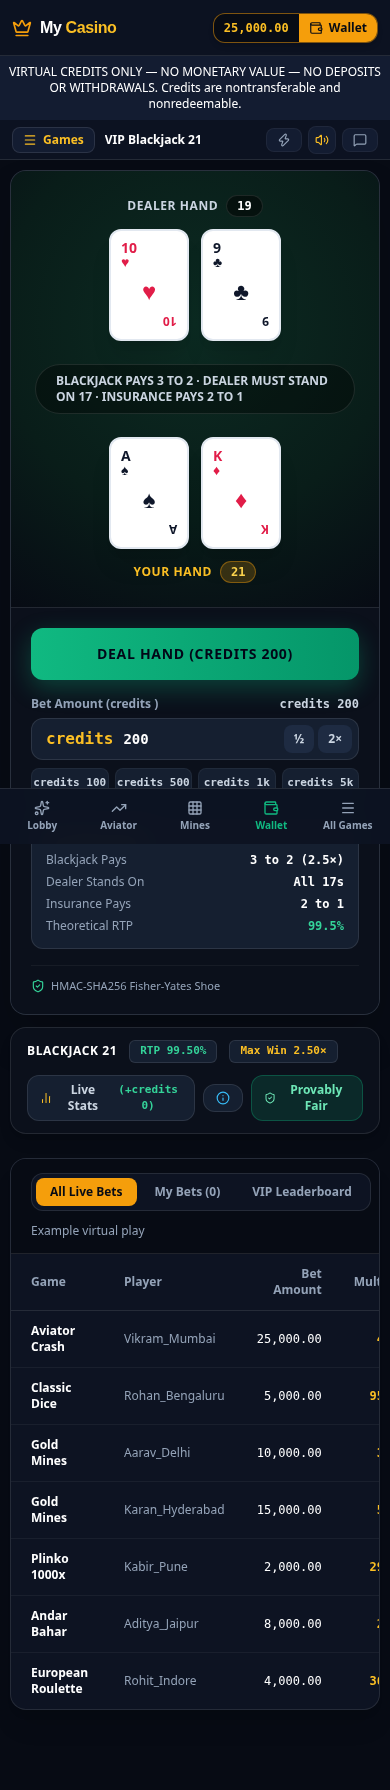 My Casino
25,000.00 Wallet
VIRTUAL CREDITS ONLY — NO MONETARY VALUE — NO DEPOSITS
OR WITHDRAWALS. Credits are nontransferable and
nonredeemable.
Games VIP Blackjack 21
DEALER HAND 19
10 9
♥ ♣
♥ ♣
10 9
BLACKJACK PAYS 3 TO 2 · DEALER MUST STAND
ON 17 · INSURANCE PAYS 2 TO 1
A K
♠ ♦
♠ ♦
A K
YOUR HAND 21
DEAL HAND (CREDITS 200)
Bet Amount (credits ) credits 200
credits 200 ½ 2×
credits 100 credits 500 credits 1k credits 5k
Lobby Aviator Mines Wallet All Games
Blackjack Pays 3 to 2 (2.5×)
Dealer Stands On All 17s
Insurance Pays 2 to 1
Theoretical RTP 99.5%
HMAC-SHA256 Fisher-Yates Shoe
BLACKJACK 21 RTP 99.50% Max Win 2.50×
Live Stats (+credits 0) Provably Fair
All Live Bets My Bets (0) VIP Leaderboard
Example virtual play
Game Player Bet Amount
Aviator Crash Vikram_Mumbai 25,000.00
Classic Dice Rohan_Bengaluru 5,000.00
Gold Mines Aarav_Delhi 10,000.00
Gold Mines Karan_Hyderabad 15,000.00
Plinko 1000x Kabir_Pune 2,000.00
Andar Bahar Aditya_Jaipur 8,000.00
European Roulette Rohit_Indore 4,000.00